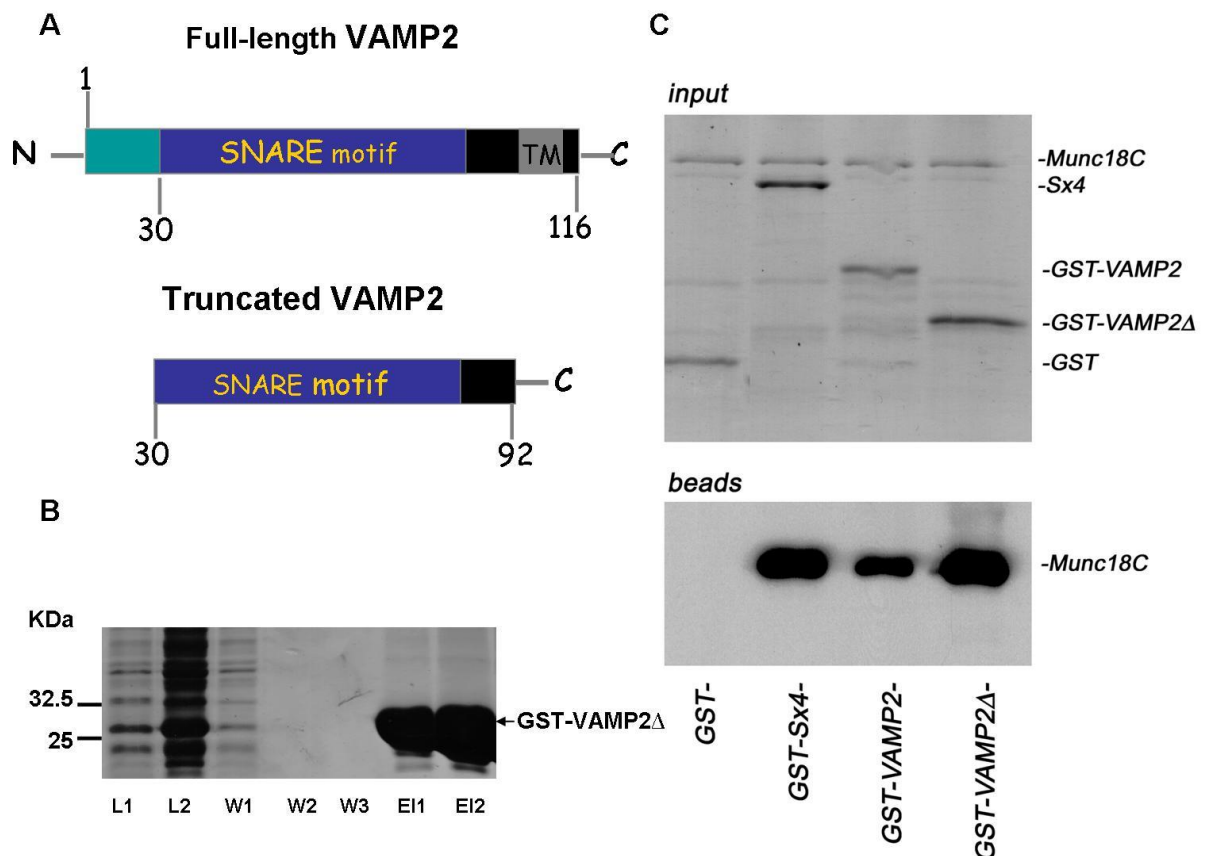 A
Full-length VAMP2
1
N
SNARE motif
TM
C
30
116
Truncated VAMP2
SNARE motif
C
30
92
B
KDa
32.5
25
GST-VAMP2Δ
L1 L2 W1 W2 W3 El1 El2
C
input
-Munc18C
-Sx4
-GST-VAMP2
-GST-VAMP2Δ
-GST
beads
-Munc18C
GST-
GST-Sx4-
GST-VAMP2-
GST-VAMP2Δ-